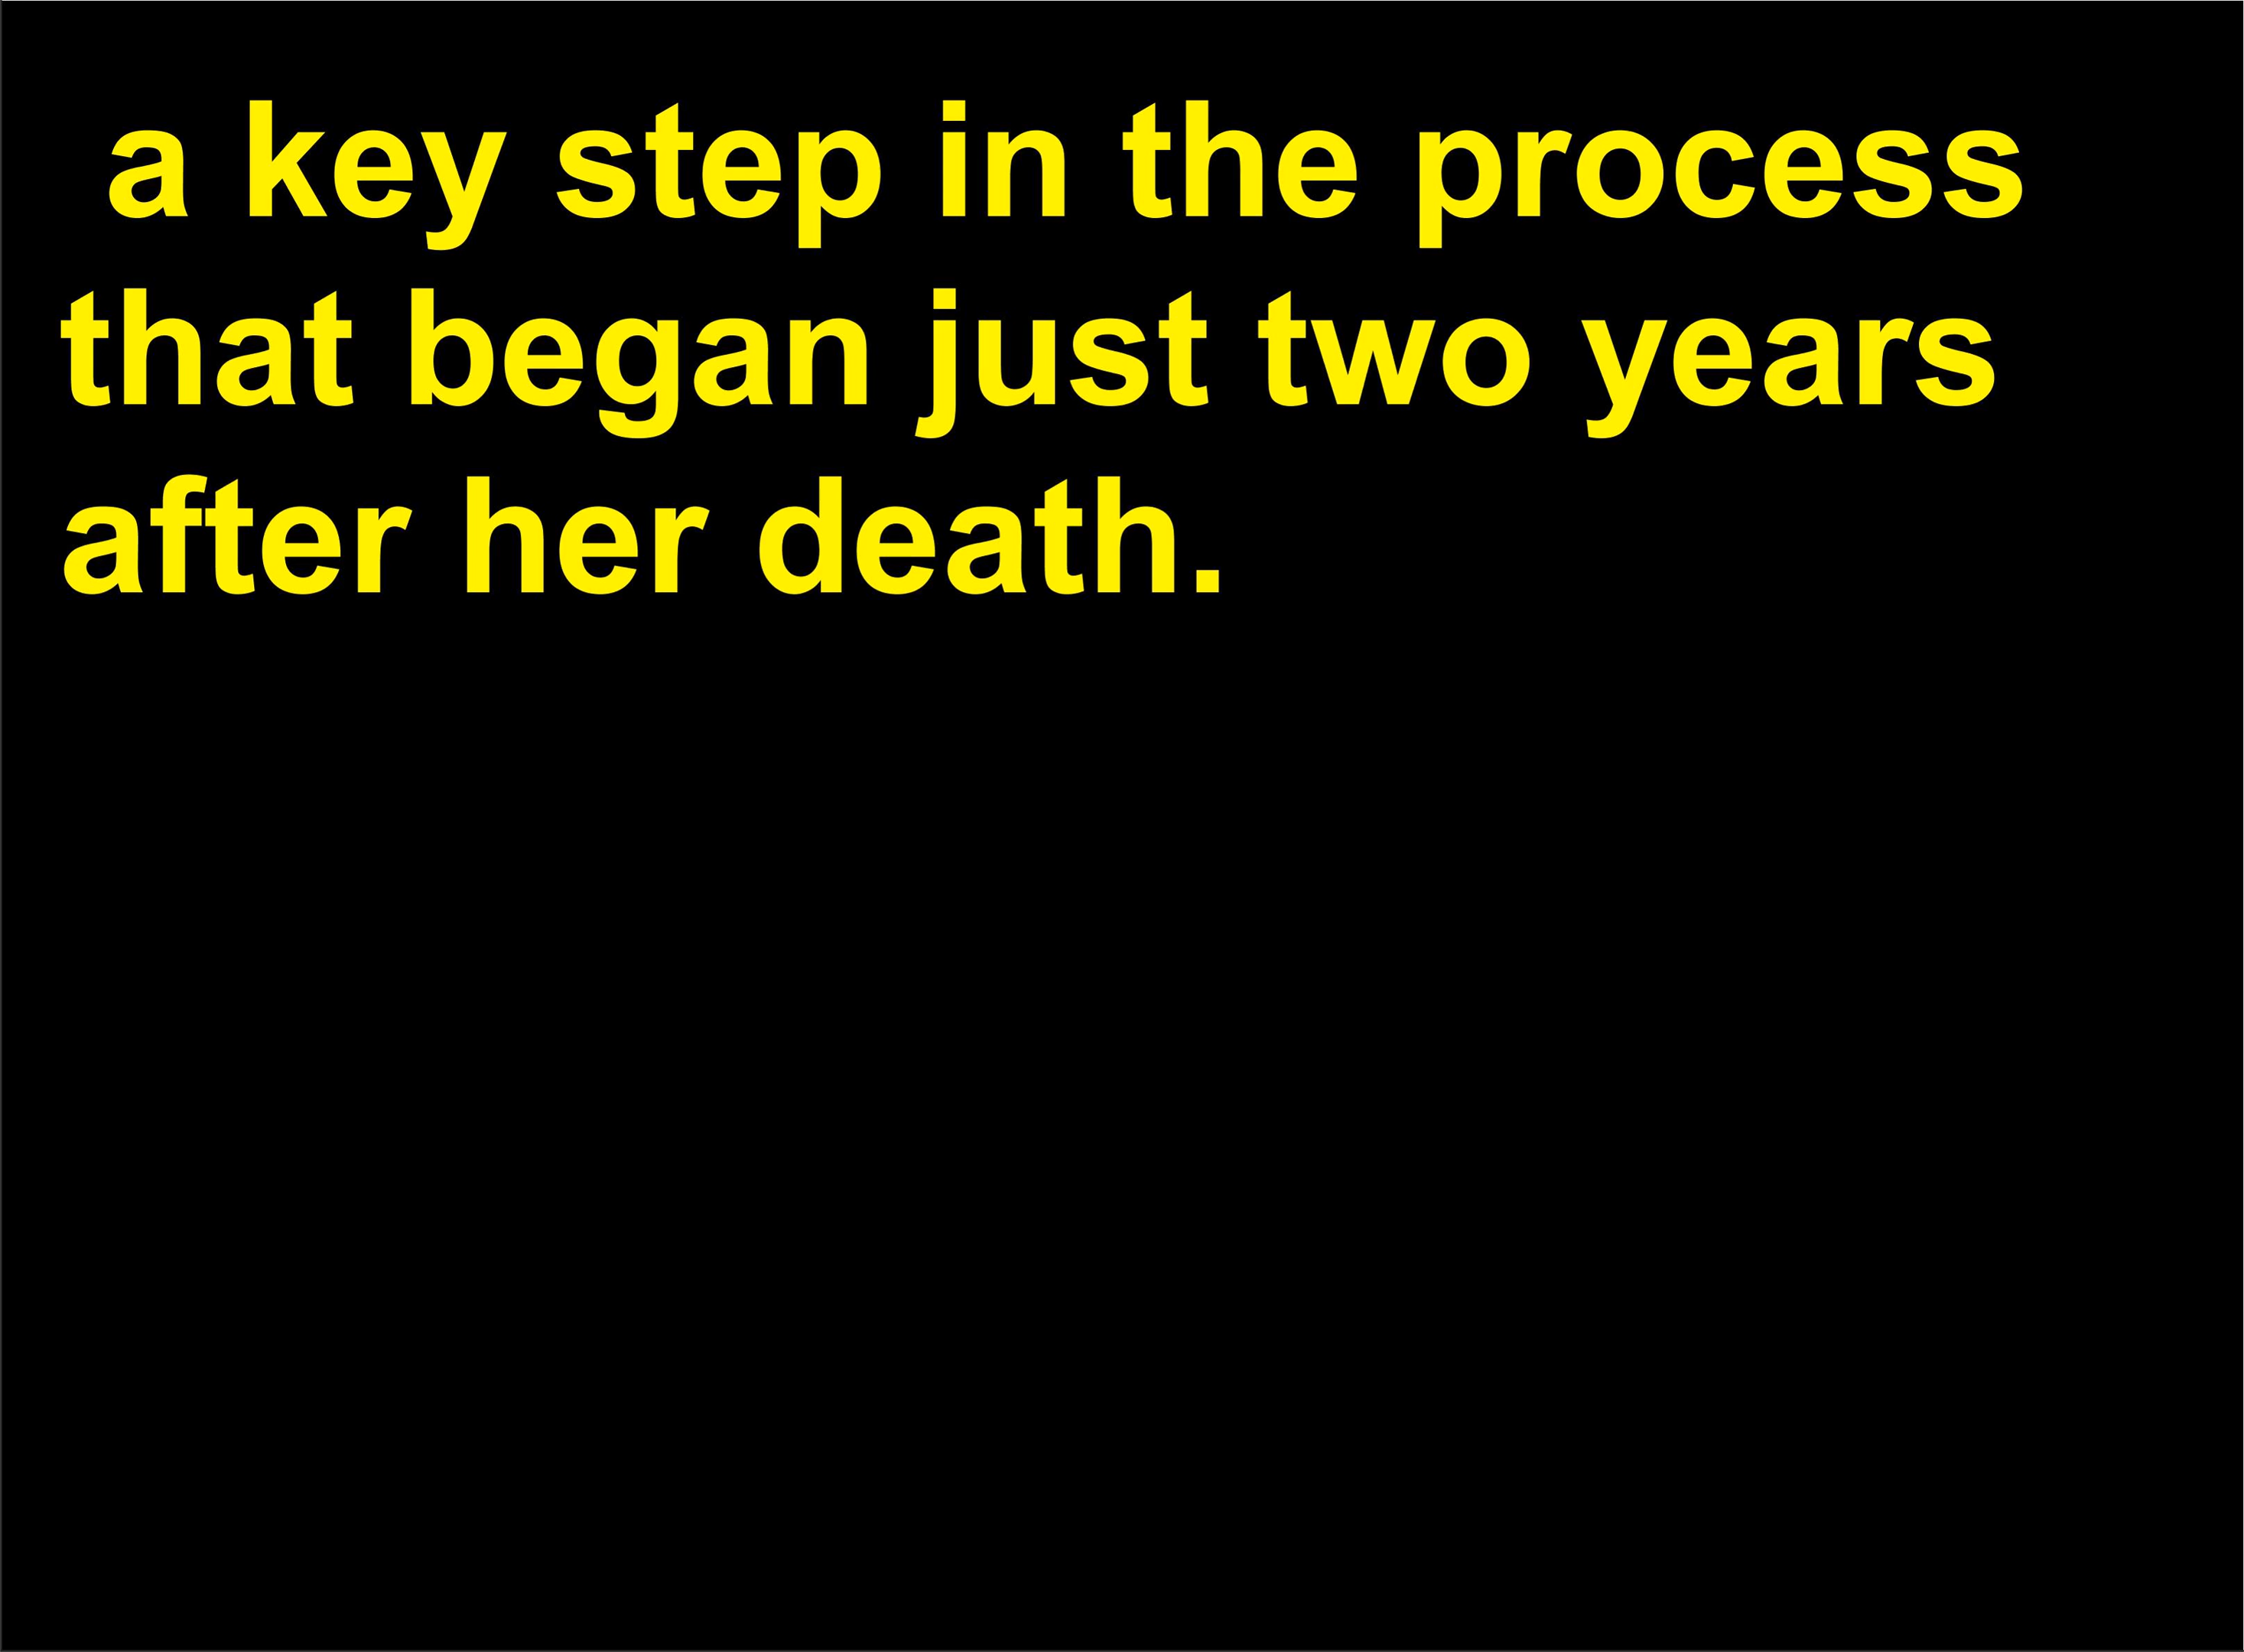 a key step in the process
that began just two years
after her death.